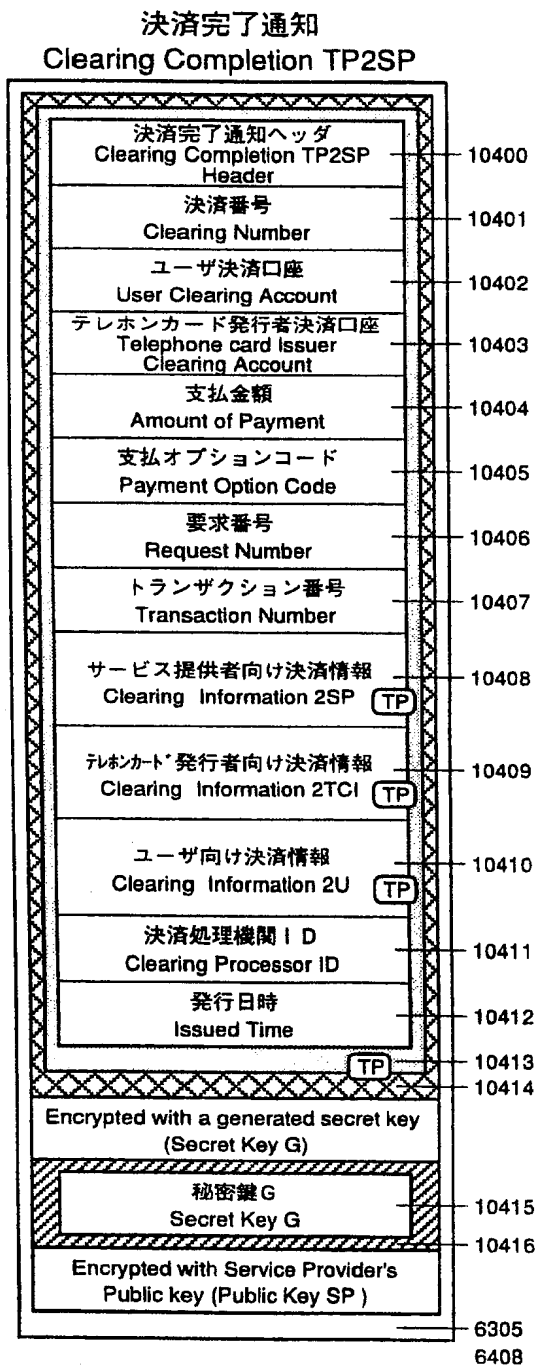 決済完了通知
Clearing Completion TP2SP
決済完了通知ヘッダ
Clearing Completion TP2SP
Header
10400
決済番号
Clearing Number
10401
ユーザ決済口座
User Clearing Account
10402
テレホンカード発行者決済口座
Telephone card Issuer
Clearing Account
10403
支払金額
Amount of Payment
10404
支払オプションコード
Payment Option Code
10405
要求番号
Request Number
10406
トランザクション番号
Transaction Number
10407
サービス提供者向け決済情報
Clearing Information 2SP
TP
10408
テレホンカード発行者向け決済情報
Clearing Information 2TCI
TP
10409
ユーザ向け決済情報
Clearing Information 2U
TP
10410
決済処理機関ID
Clearing Processor ID
10411
発行日時
Issued Time
10412
TP
10413
10414
Encrypted with a generated secret key
(Secret Key G)
秘密鍵G
Secret Key G
10415
10416
Encrypted with Service Provider's
Public key (Public Key SP )
6305
6408